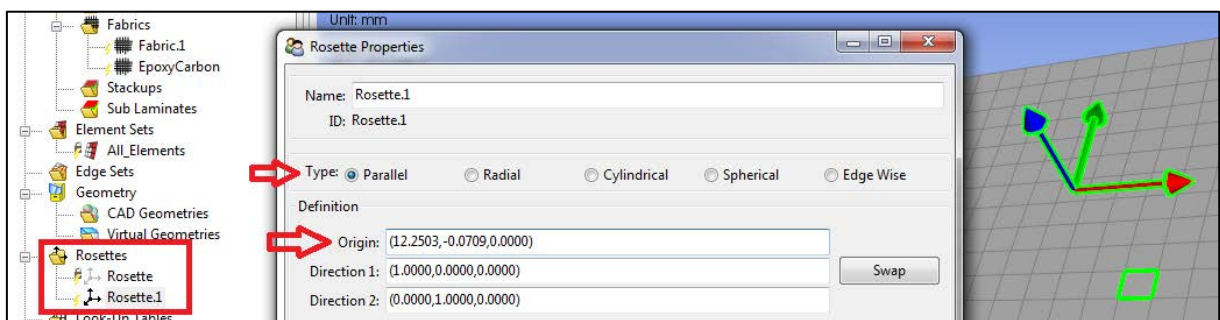 Fabrics
Fabric.1
EpoxyCarbon
Stackups
Sub Laminates
Element Sets
All_Elements
Edge Sets
Geometry
CAD Geometries
Virtual Geometries
Rosettes
Rosette
Rosette.1
Look-Up Tables
Unit: mm
Rosette Properties
Name: Rosette.1
ID: Rosette.1
Type: Parallel Radial Cylindrical Spherical Edge Wise
Definition
Origin: (12.2503,-0.0709,0.0000)
Direction 1: (1.0000,0.0000,0.0000) Swap
Direction 2: (0.0000,1.0000,0.0000)